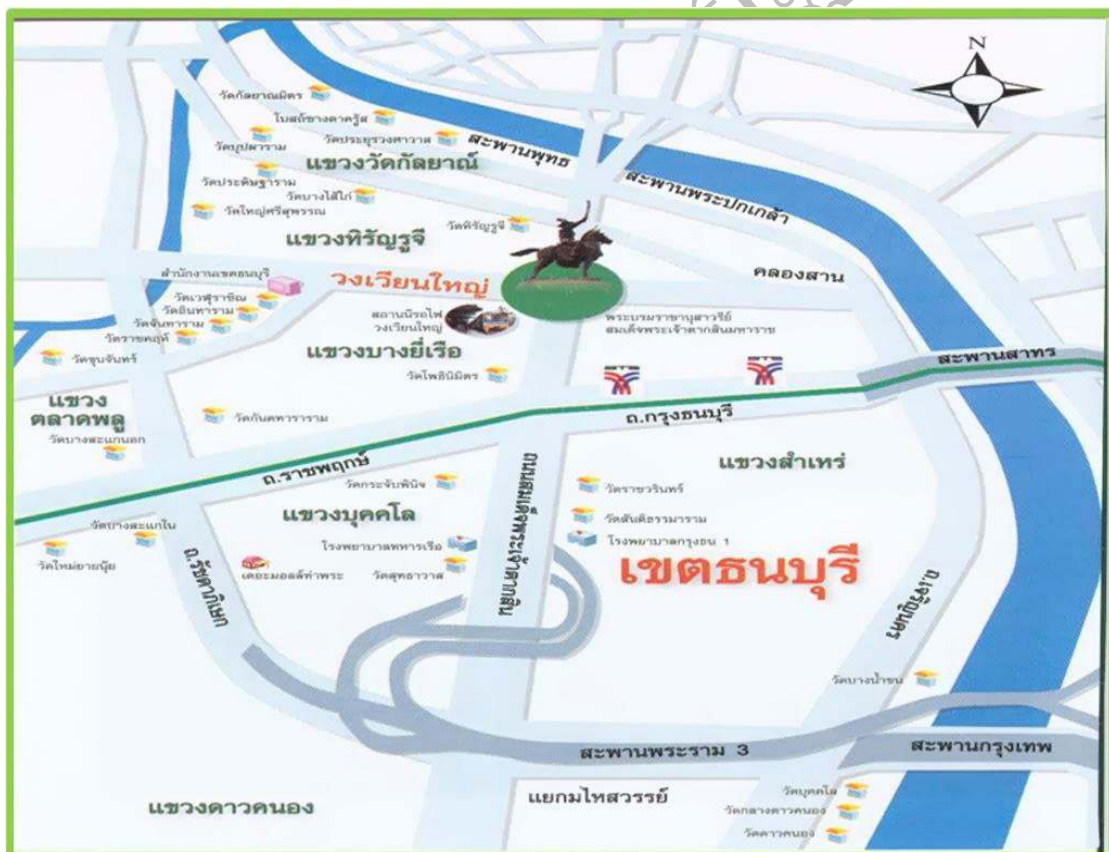 N
วัดกัลยาณมิตร
โบสถ์ซางตาครู้ส
วัดประยุรวงศาวาส
วัดบุปผาราม
สะพานพุทธ
แขวงวัดกัลยาณ์
สะพานพระปกเกล้า
วัดประดิษฐาราม
วัดบางไส้ไก่
วัดใหญ่ศรีสุพรรณ
วัดหิรัญรูจี
แขวงหิรัญรูจี
สำนักงานเขตธนบุรี
วงเวียนใหญ่
คลองสาน
วัดเวฬุราชิณ
วัดอินทาราม
วัดจันทาราม
วัดราชคฤห์
สถานีรถไฟ
วงเวียนใหญ่
พระบรมราชานุสาวรีย์
สมเด็จพระเจ้าตากสินมหาราช
วัดขุนจันทร์
แขวงบางยี่เรือ
สะพานสาทร
วัดโพธินิมิตร
แขวง
ตลาดพลู
วัดกันตทาราราม
ถ.กรุงธนบุรี
วัดบางสะแกนอก
ถ.ราชพฤกษ์
แขวงสำเหร่
วัดกระจับพินิจ
วัดราชวรินทร์
แขวงบุคคโล
วัดสันติธรรมาราม
วัดบางสะแกใน
โรงพยาบาลทหารเรือ
โรงพยาบาลกรุงธน 1
วัดใหม่ยายนุ้ย
เดอะมอลล์ท่าพระ
วัดสุทธาวาส
เขตธนบุรี
ถ.รัชดาภิเษก
ถนนสมเด็จพระเจ้าตากสิน
ถ.เจริญนคร
วัดบางน้ำชน
สะพานพระราม 3
สะพานกรุงเทพ
แขวงดาวคนอง
แยกมไหสวรรย์
วัดบุคคโล
วัดกลางดาวคนอง
วัดดาวคนอง